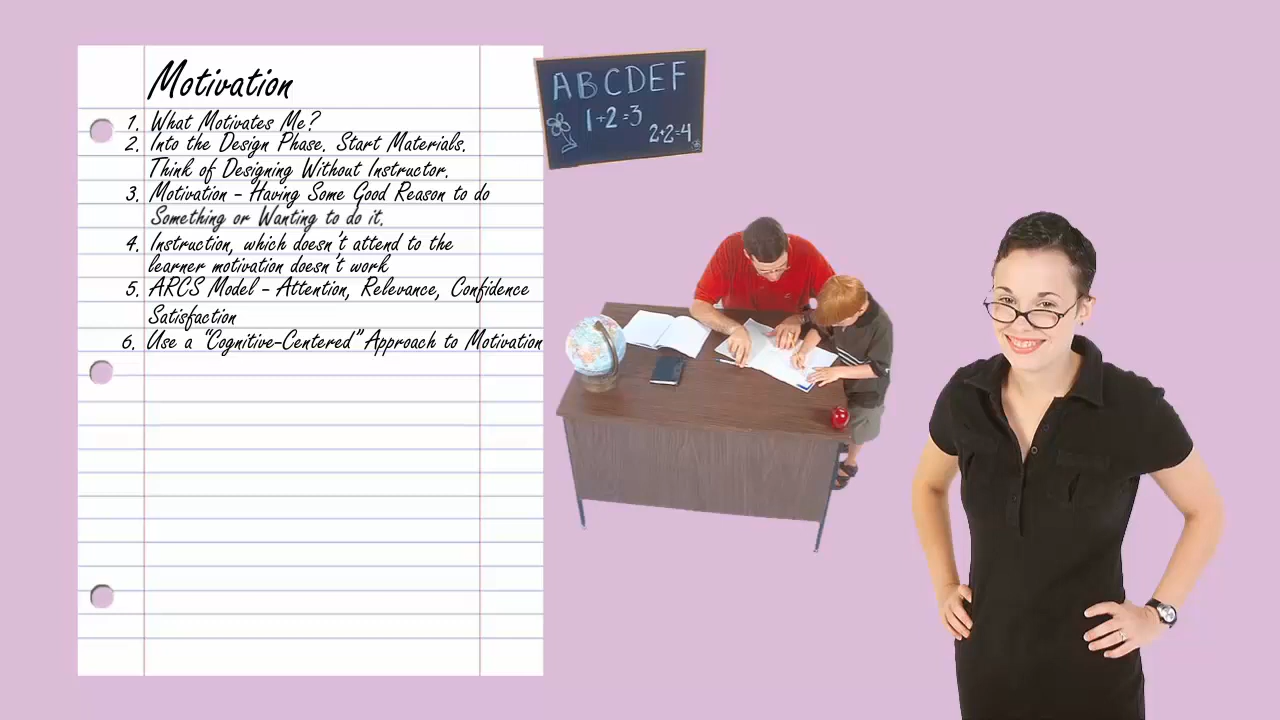 Motivation
1. What Motivates Me?
2. Into the Design Phase. Start Materials.
Think of Designing Without Instructor.
3. Motivation - Having Some Good Reason to do
Something or Wanting to do it.
4. Instruction, which doesn't attend to the
learner motivation doesn't work
5. ARCS Model - Attention, Relevance, Confidence
Satisfaction
6. Use a "Cognitive-Centered" Approach to Motivation
ABCDEF
1+2=3
2+2=4